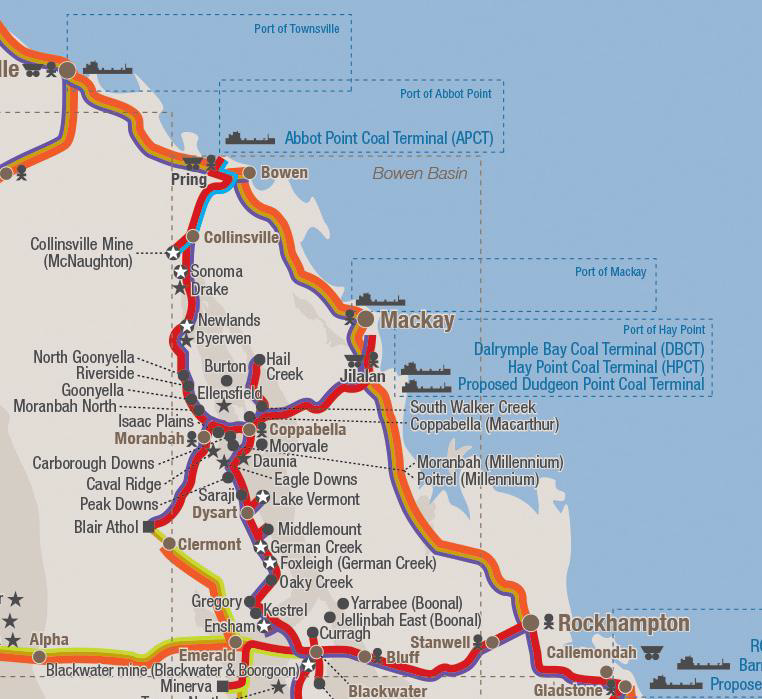 Port of Townsville
lle
Port of Abbot Point
Abbot Point Coal Terminal (APCT)
Bowen Basin
Pring
Bowen
Collinsville
Collinsville Mine
(McNaughton)
Sonoma
Drake
Port of Mackay
Newlands
Byerwen
Mackay
Port of Hay Point
Dalrymple Bay Coal Terminal (DBCT)
Hay Point Coal Terminal (HPCT)
Proposed Dudgeon Point Coal Terminal
North Goonyella
Riverside
Goonyella
Moranbah North
Burton
Hail
Creek
Jilalan
Ellensfield
South Walker Creek
Coppabella (Macarthur)
Isaac Plains
Moranbah
Coppabella
Moorvale
Carborough Downs
Daunia
Moranbah (Millennium)
Poitrel (Millennium)
Caval Ridge
Eagle Downs
Peak Downs
Saraji
Lake Vermont
Dysart
Blair Athol
Middlemount
Clermont
German Creek
Foxleigh (German Creek)
Oaky Creek
Gregory
Kestrel
Yarrabee (Boonal)
Jellinbah East (Boonal)
Ensham
Curragh
Rockhampton
Alpha
Stanwell
Emerald
Bluff
Callemondah
Blackwater mine (Blackwater & Boorgoon)
Minerva
Blackwater
Gladstone
Propose